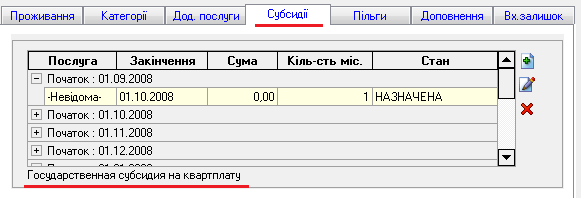 Проживання Категорії Дод. послуги Субсидії Пільги Доповнення Вх.залишок
Послуга Закінчення Сума Кіль-сть міс. Стан
Початок : 01.09.2008
-Невідома- 01.10.2008 0,00 1 НАЗНАЧЕНА
Початок : 01.10.2008
Початок : 01.11.2008
Початок : 01.12.2008
Государственная субсидия на квартплату